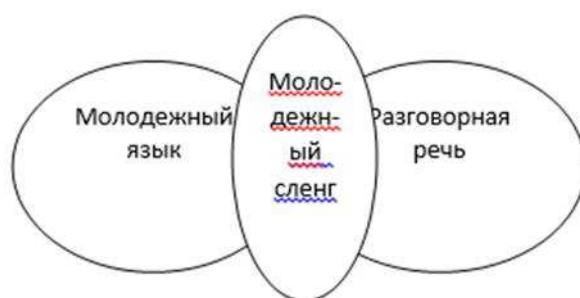 Молодежный
язык
Моло-
дежн-
ый
сленг
Разговорная
речь